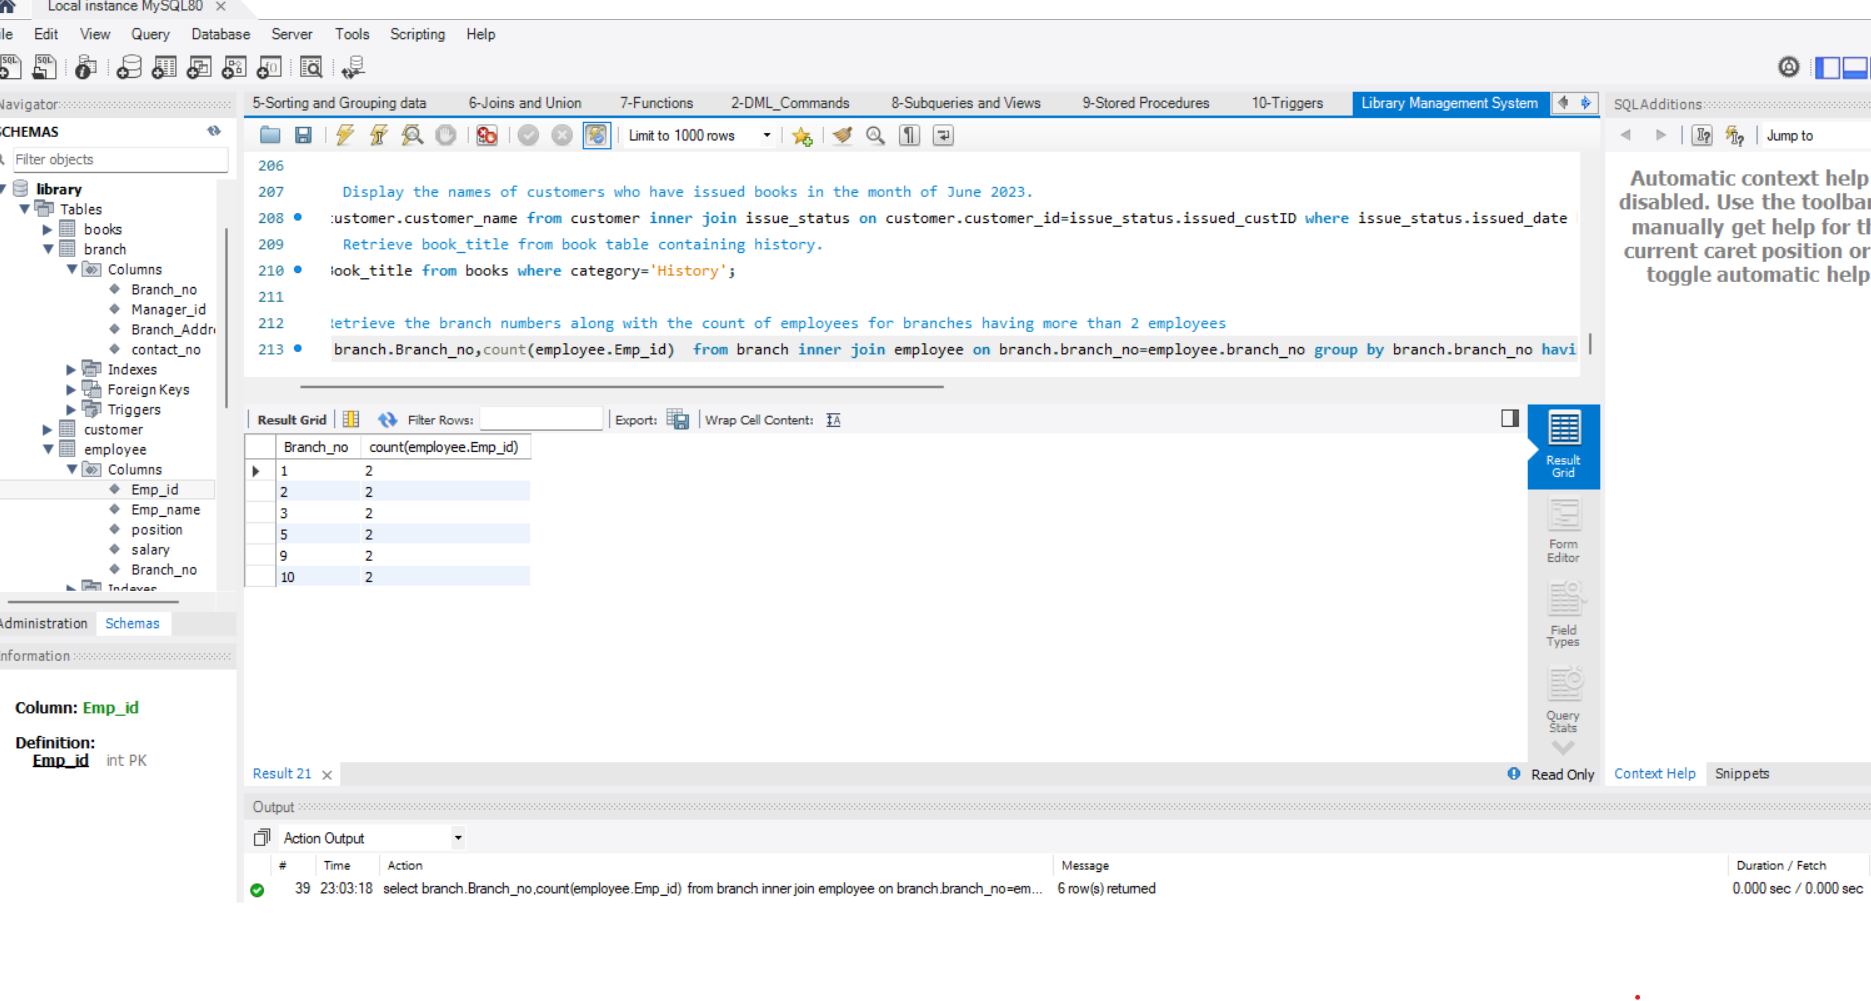 Local instance MySQL80
ile Edit View Query Database Server Tools Scripting Help
Navigator
SCHEMAS
Filter objects
library
Tables
books
branch
Columns
Branch_no
Manager_id
Branch_Addr
contact_no
Indexes
Foreign Keys
Triggers
customer
employee
Columns
Emp_id
Emp_name
position
salary
Branch_no
Indexes
Administration Schemas
Information
Column: Emp_id
Definition:
Emp_id int PK
5-Sorting and Grouping data 6-Joins and Union 7-Functions 2-DML_Commands 8-Subqueries and Views 9-Stored Procedures 10-Triggers Library Management System
Limit to 1000 rows
206
207 Display the names of customers who have issued books in the month of June 2023.
208 :ustomer.customer_name from customer inner join issue_status on customer.customer_id=issue_status.issued_custID where issue_status.issued_date
209 Retrieve book_title from book table containing history.
210 ook_title from books where category='History';
211
212 etrieve the branch numbers along with the count of employees for branches having more than 2 employees
213 branch.Branch_no,count(employee.Emp_id) from branch inner join employee on branch.branch_no=employee.branch_no group by branch.branch_no havi
Result Grid Filter Rows: Export: Wrap Cell Content:
Branch_no count(employee.Emp_id)
1 2
2 2
3 2
5 2
9 2
10 2
Result
Grid
Form
Editor
Field
Types
Query
Stats
Result 21 Read Only
Output
Action Output
# Time Action Message Duration / Fetch
39 23:03:18 select branch.Branch_no,count(employee.Emp_id) from branch inner join employee on branch.branch_no=em... 6 row(s) returned 0.000 sec / 0.000 sec
SQLAdditions
Jump to
Automatic context help
disabled. Use the toolbar
manually get help for th
current caret position or
toggle automatic help
Context Help Snippets